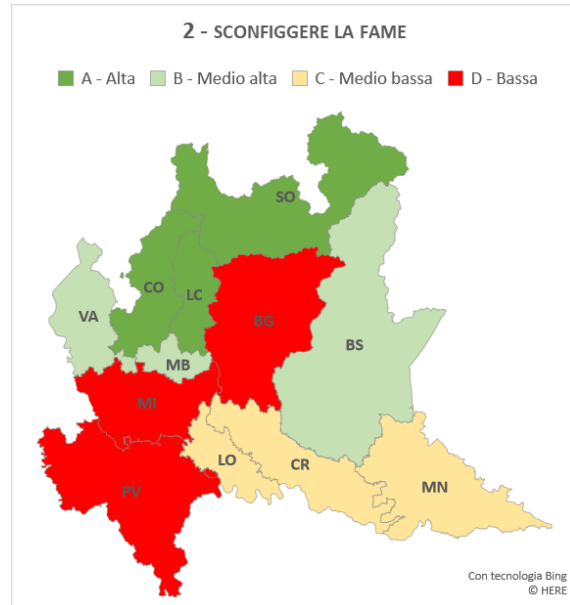 2 - SCONFIGGERE LA FAME
A - Alta B - Medio alta C - Medio bassa D - Bassa
SO
CO
LC
VA
BG
MB
BS
MI
LO
CR
PV
MN
Con tecnologia Bing
© HERE